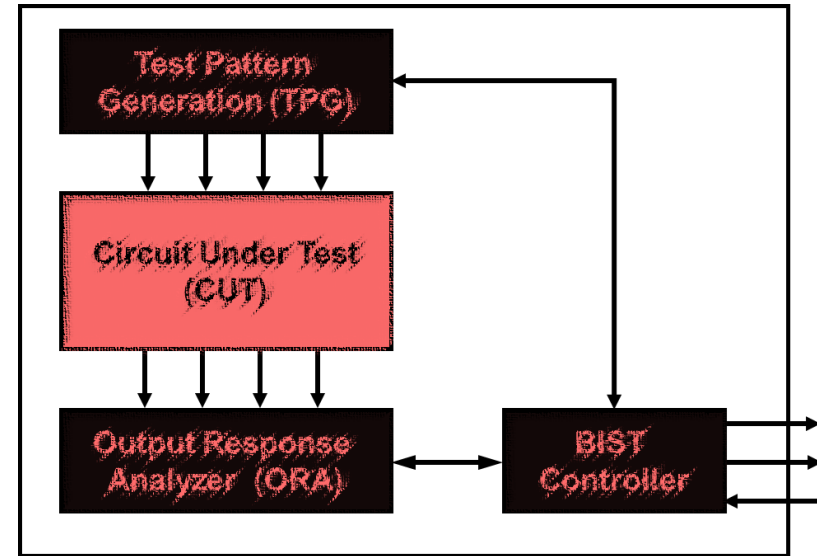 Test Pattern
Generation (TPG)
Circuit Under Test
(CUT)
Output Response
Analyzer (ORA)
BIST
Controller